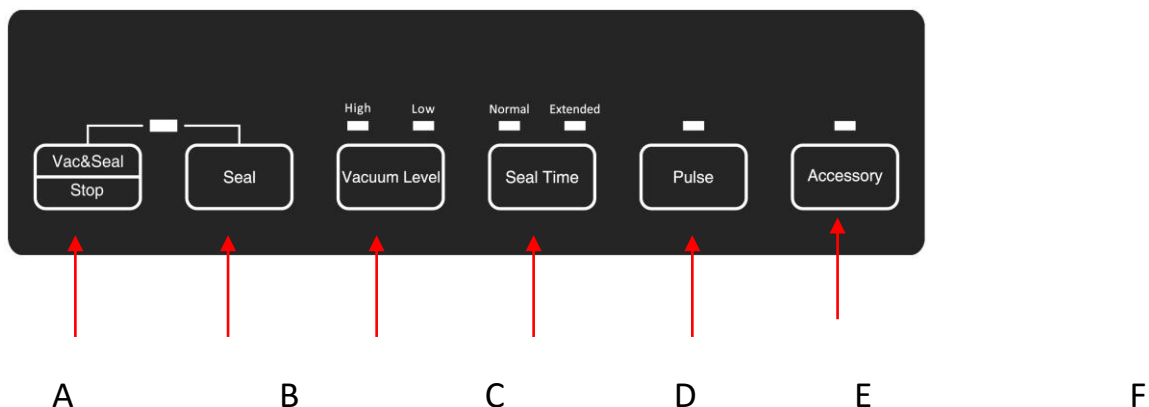 High Low Normal Extended
Vac&Seal
Stop
Seal
Vacuum Level
Seal Time
Pulse
Accessory
A B C D E F